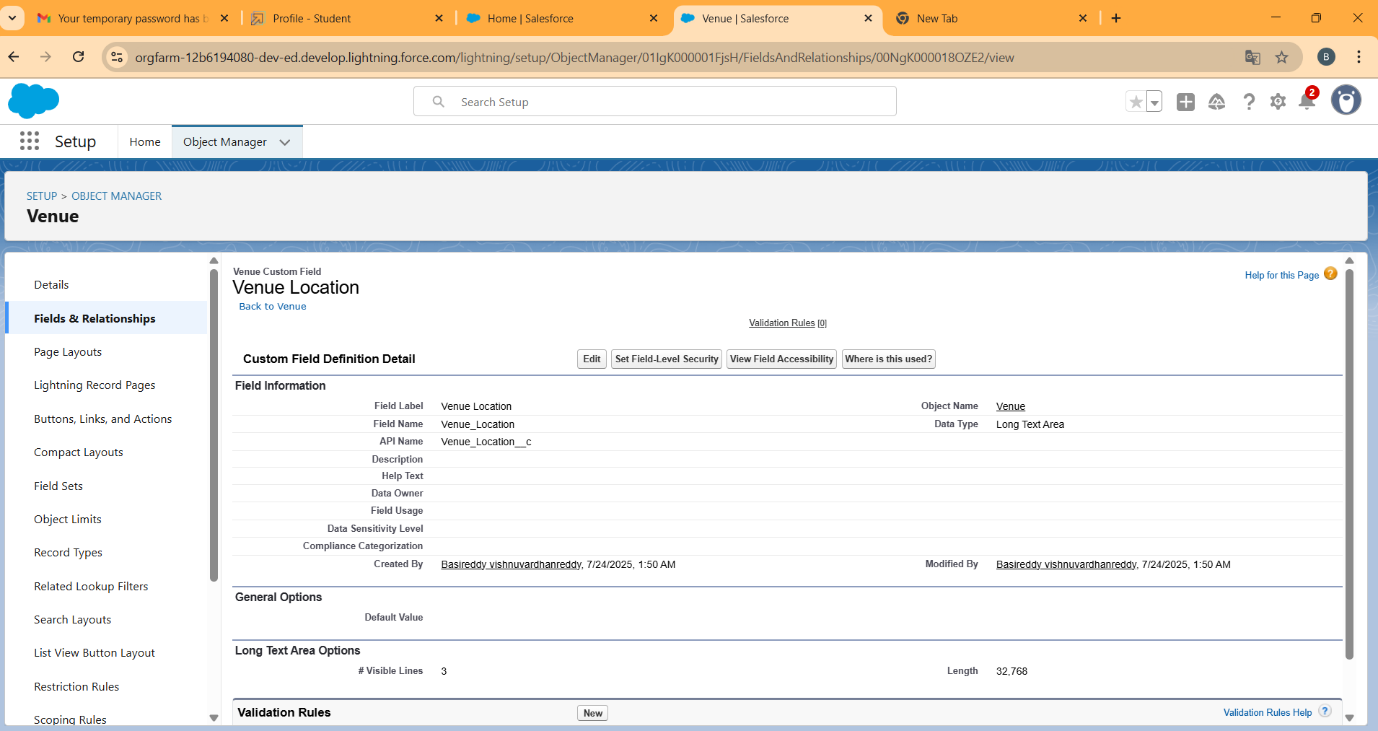 Your temporary password has b
Profile - Student
Home | Salesforce
Venue | Salesforce
New Tab
orgfarm-12b6194080-dev-ed.develop.lightning.force.com/lightning/setup/ObjectManager/01IgK000001FjsH/FieldsAndRelationships/00NgK000018OZE2/view
B
Search Setup
2
Setup
Home
Object Manager
SETUP > OBJECT MANAGER
Venue
Details
Fields & Relationships
Page Layouts
Lightning Record Pages
Buttons, Links, and Actions
Compact Layouts
Field Sets
Object Limits
Record Types
Related Lookup Filters
Search Layouts
List View Button Layout
Restriction Rules
Scoping Rules
Venue Custom Field
Venue Location
Back to Venue
Help for this Page ?
Validation Rules [0]
Custom Field Definition Detail
Edit
Set Field-Level Security
View Field Accessibility
Where is this used?
Field Information
Field Label Venue Location Object Name Venue
Field Name Venue_Location Data Type Long Text Area
API Name Venue_Location__c
Description
Help Text
Data Owner
Field Usage
Data Sensitivity Level
Compliance Categorization
Created By Basireddy vishnuvardhanreddy, 7/24/2025, 1:50 AM Modified By Basireddy vishnuvardhanreddy, 7/24/2025, 1:50 AM
General Options
Default Value
Long Text Area Options
# Visible Lines 3 Length 32,768
Validation Rules New Validation Rules Help ?